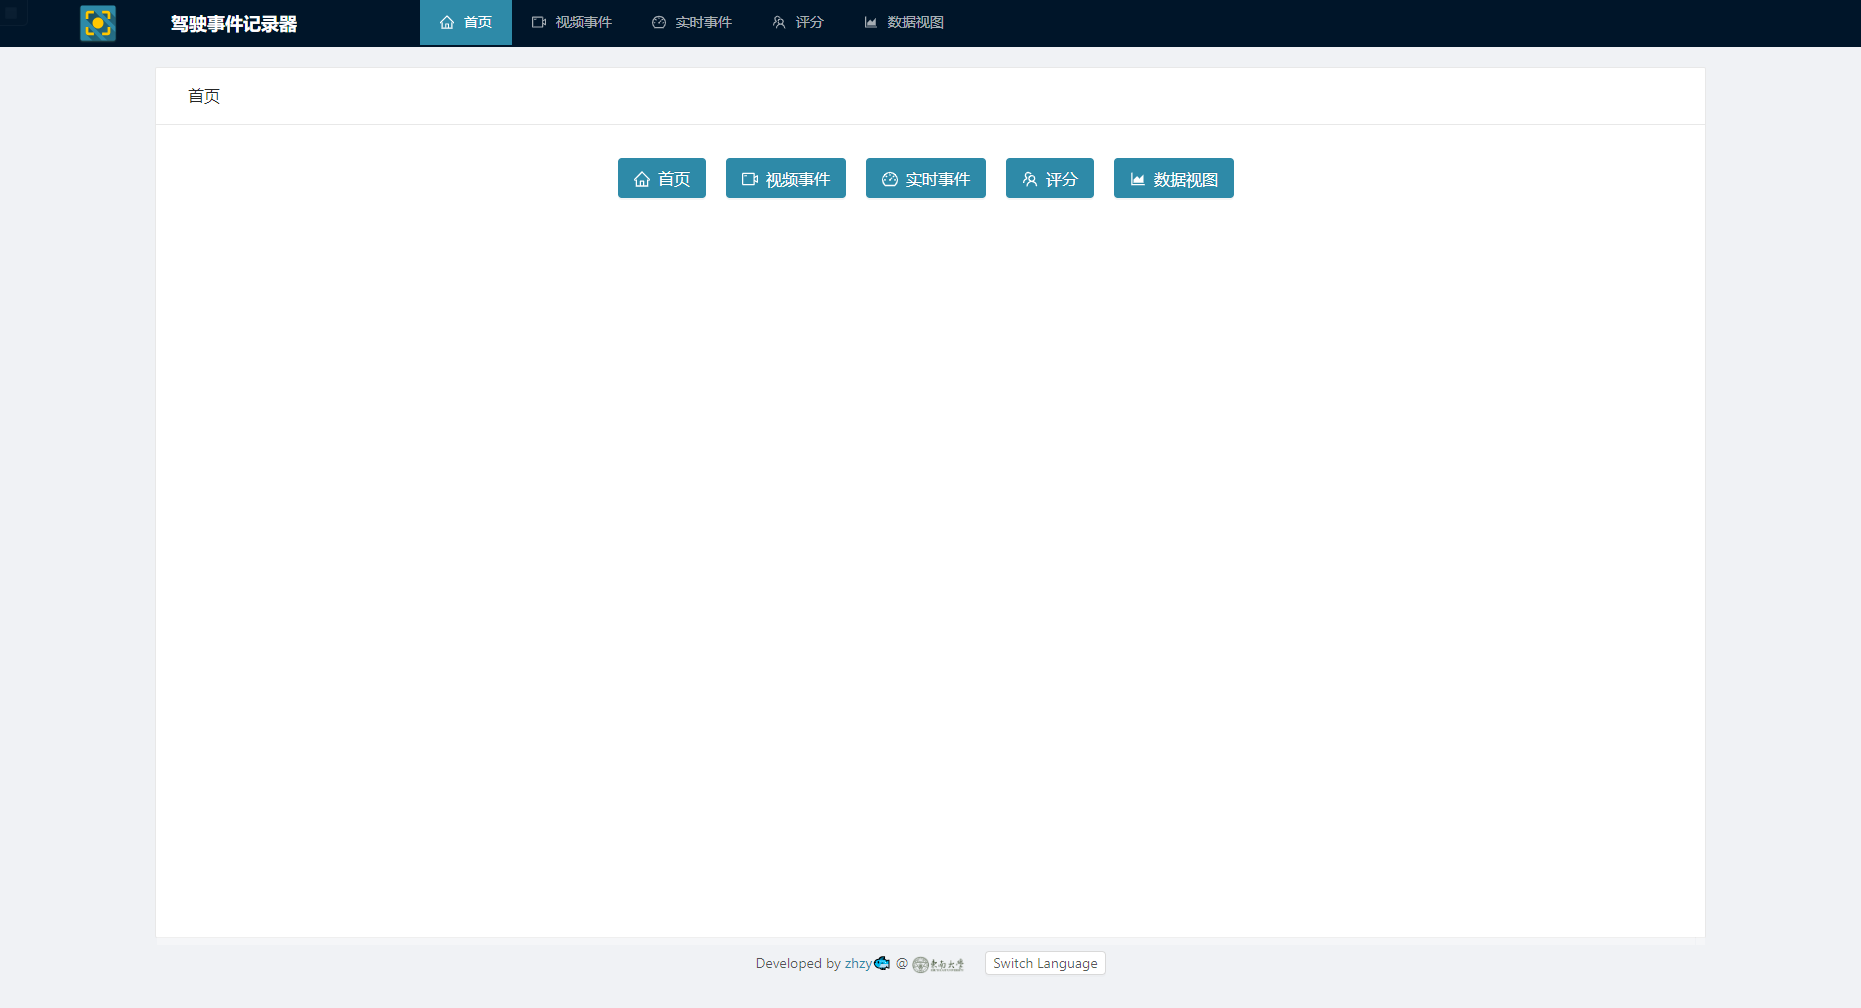 驾驶事件记录器 首页 视频事件 实时事件 评分 数据视图
首页
首页 视频事件 实时事件 评分 数据视图
Developed by zhzy @ 東南大學 Switch Language